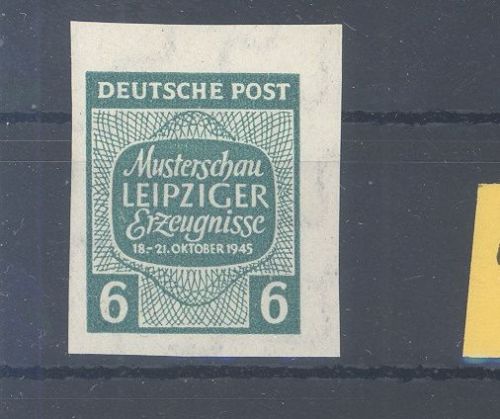 DEUTSCHE POST
Musterschau
LEIPZIGER
Erzeugnisse
18.-21. OKTOBER 1945
6 6